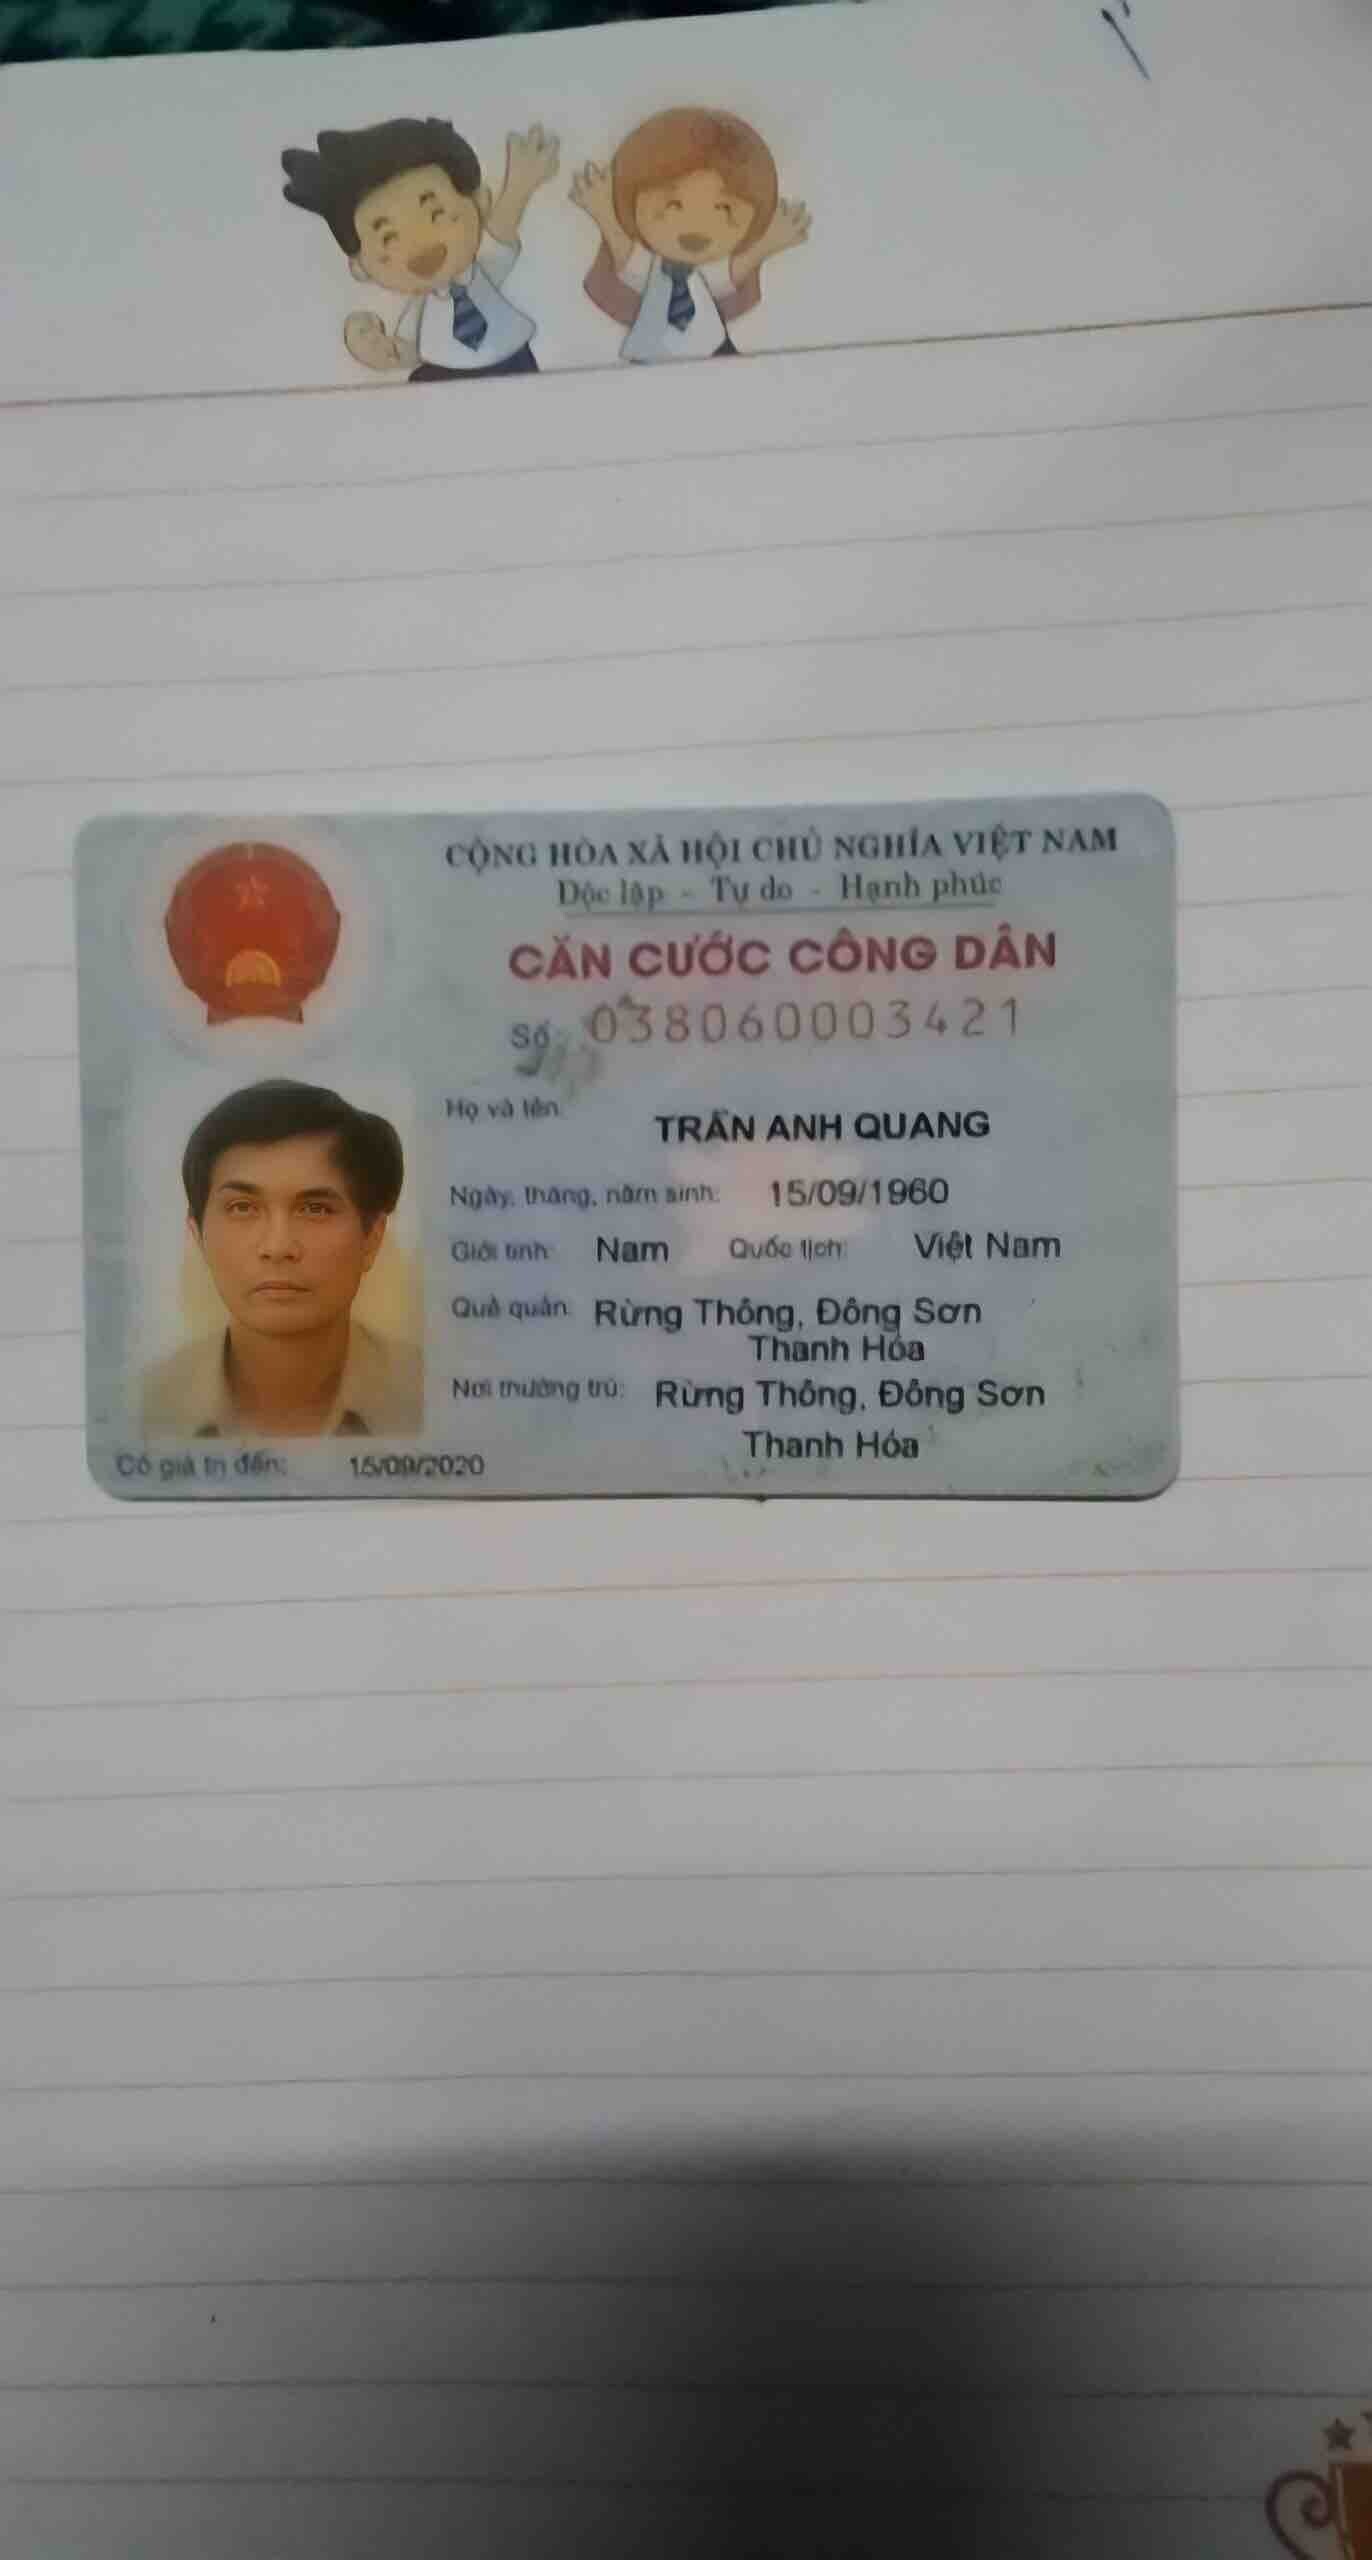 CỘNG HÒA XÃ HỘI CHỦ NGHĨA VIỆT NAM
Độc lập - Tự do - Hạnh phúc
CĂN CƯỚC CÔNG DÂN
Số: 038060003421
Họ và tên: TRẦN ANH QUANG
Ngày, tháng, năm sinh: 15/09/1960
Giới tính: Nam Quốc tịch: Việt Nam
Quê quán: Rừng Thông, Đông Sơn
Thanh Hóa
Nơi thường trú: Rừng Thông, Đông Sơn
Thanh Hóa
Có giá trị đến: 15/09/2020